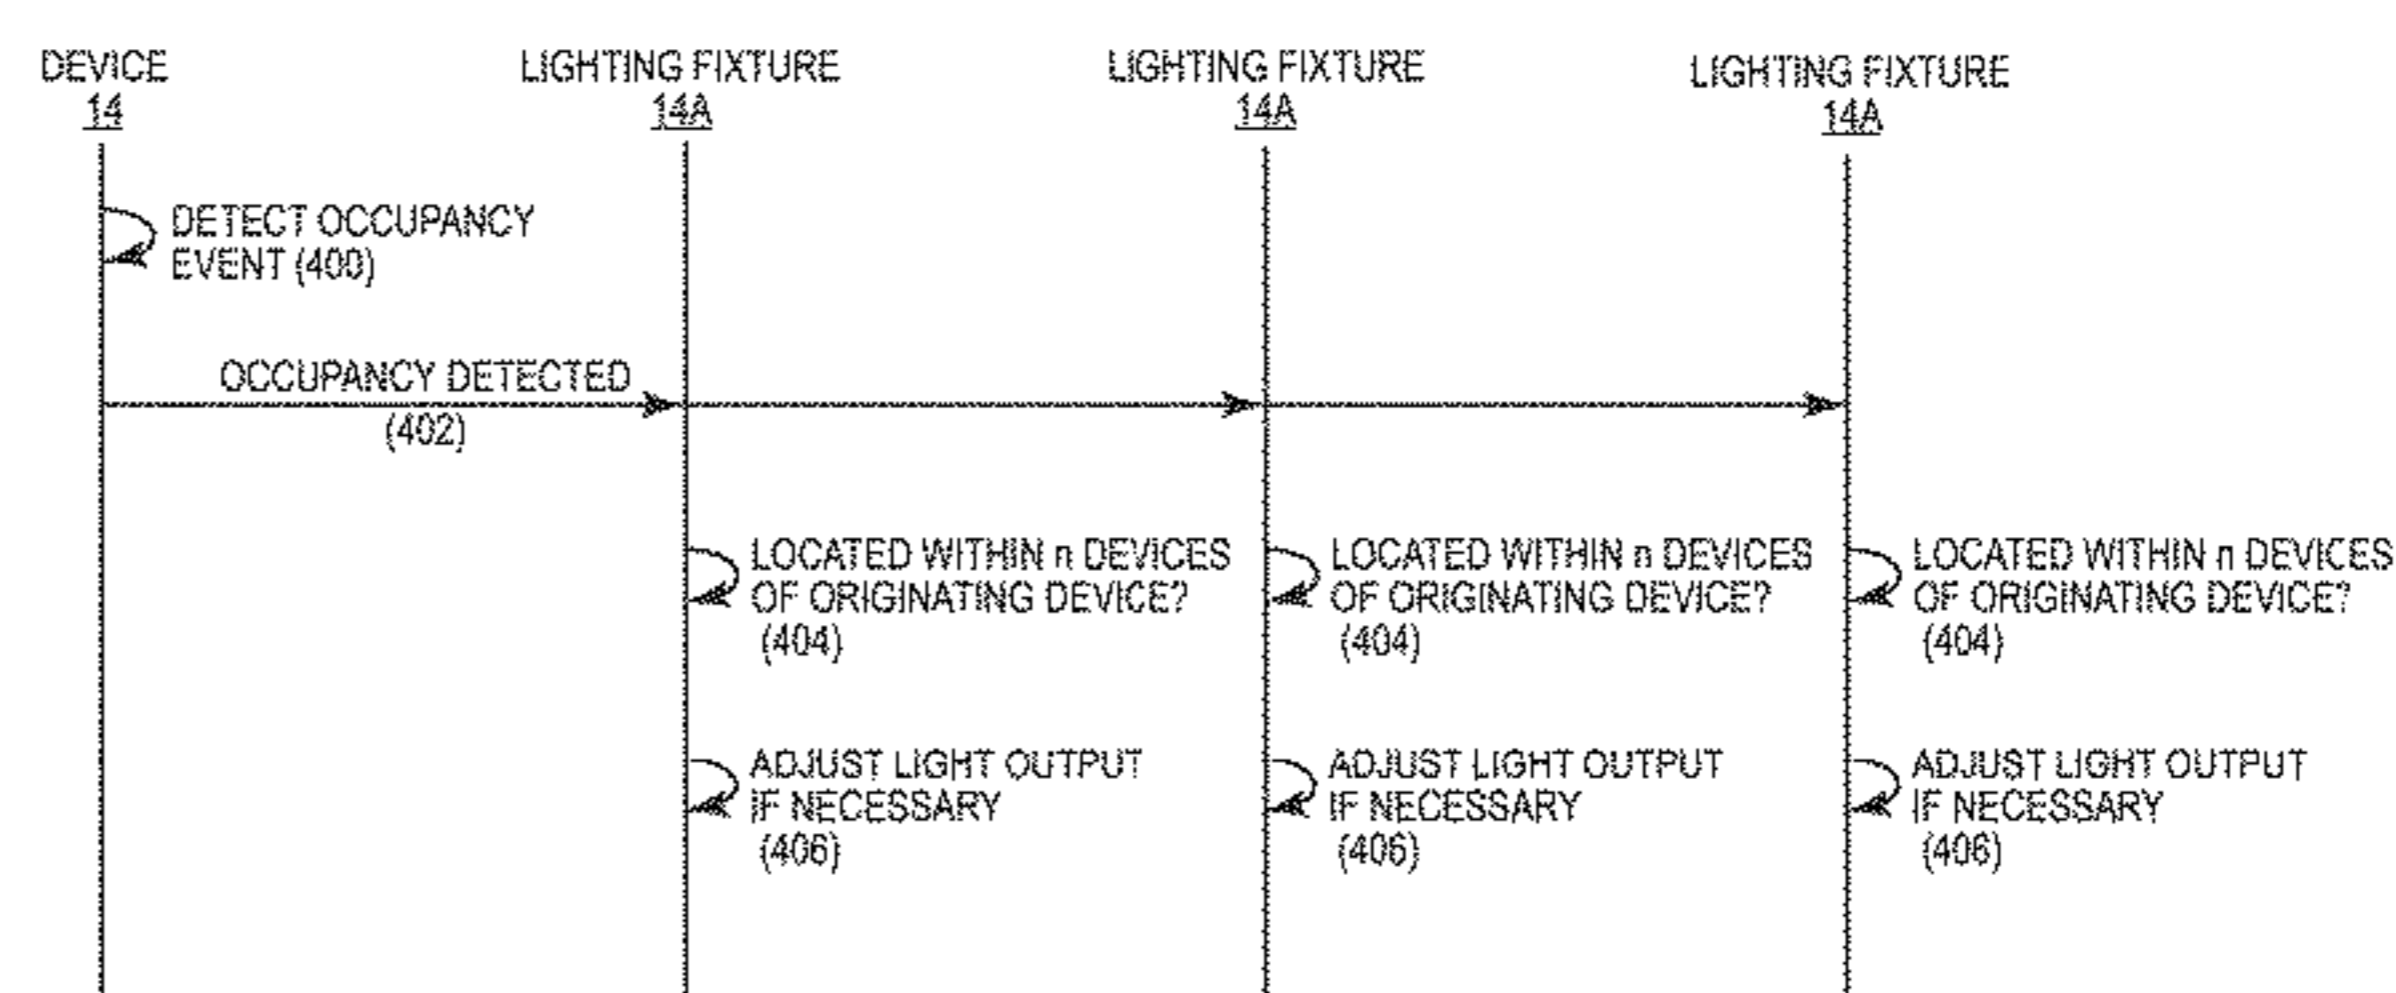 DEVICE
14
LIGHTING FIXTURE
14A
LIGHTING FIXTURE
14A
LIGHTING FIXTURE
14A
DETECT OCCUPANCY
EVENT (400)
OCCUPANCY DETECTED
(402)
LOCATED WITHIN n DEVICES
OF ORIGINATING DEVICE?
(404)
LOCATED WITHIN n DEVICES
OF ORIGINATING DEVICE?
(404)
LOCATED WITHIN n DEVICES
OF ORIGINATING DEVICE?
(404)
ADJUST LIGHT OUTPUT
IF NECESSARY
(406)
ADJUST LIGHT OUTPUT
IF NECESSARY
(406)
ADJUST LIGHT OUTPUT
IF NECESSARY
(406)